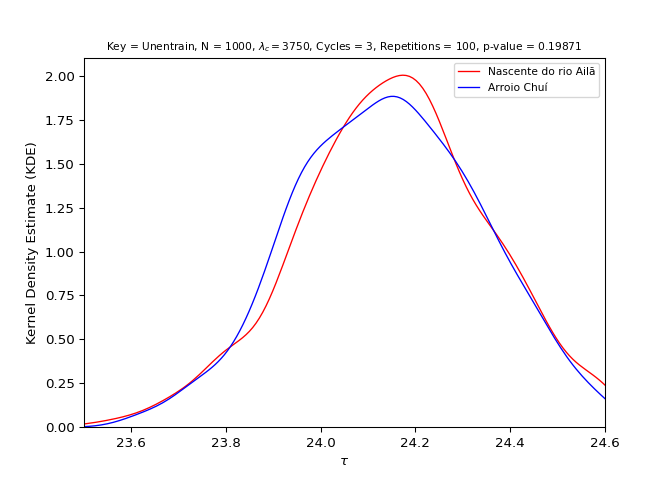 Key = Unentrain, N = 1000, λc = 3750, Cycles = 3, Repetitions = 100, p-value = 0.19871
Nascente do rio Ailã
Arroio Chuí
Kernel Density Estimate (KDE)
2.00
1.75
1.50
1.25
1.00
0.75
0.50
0.25
0.00
23.6 23.8 24.0 24.2 24.4 24.6
τ